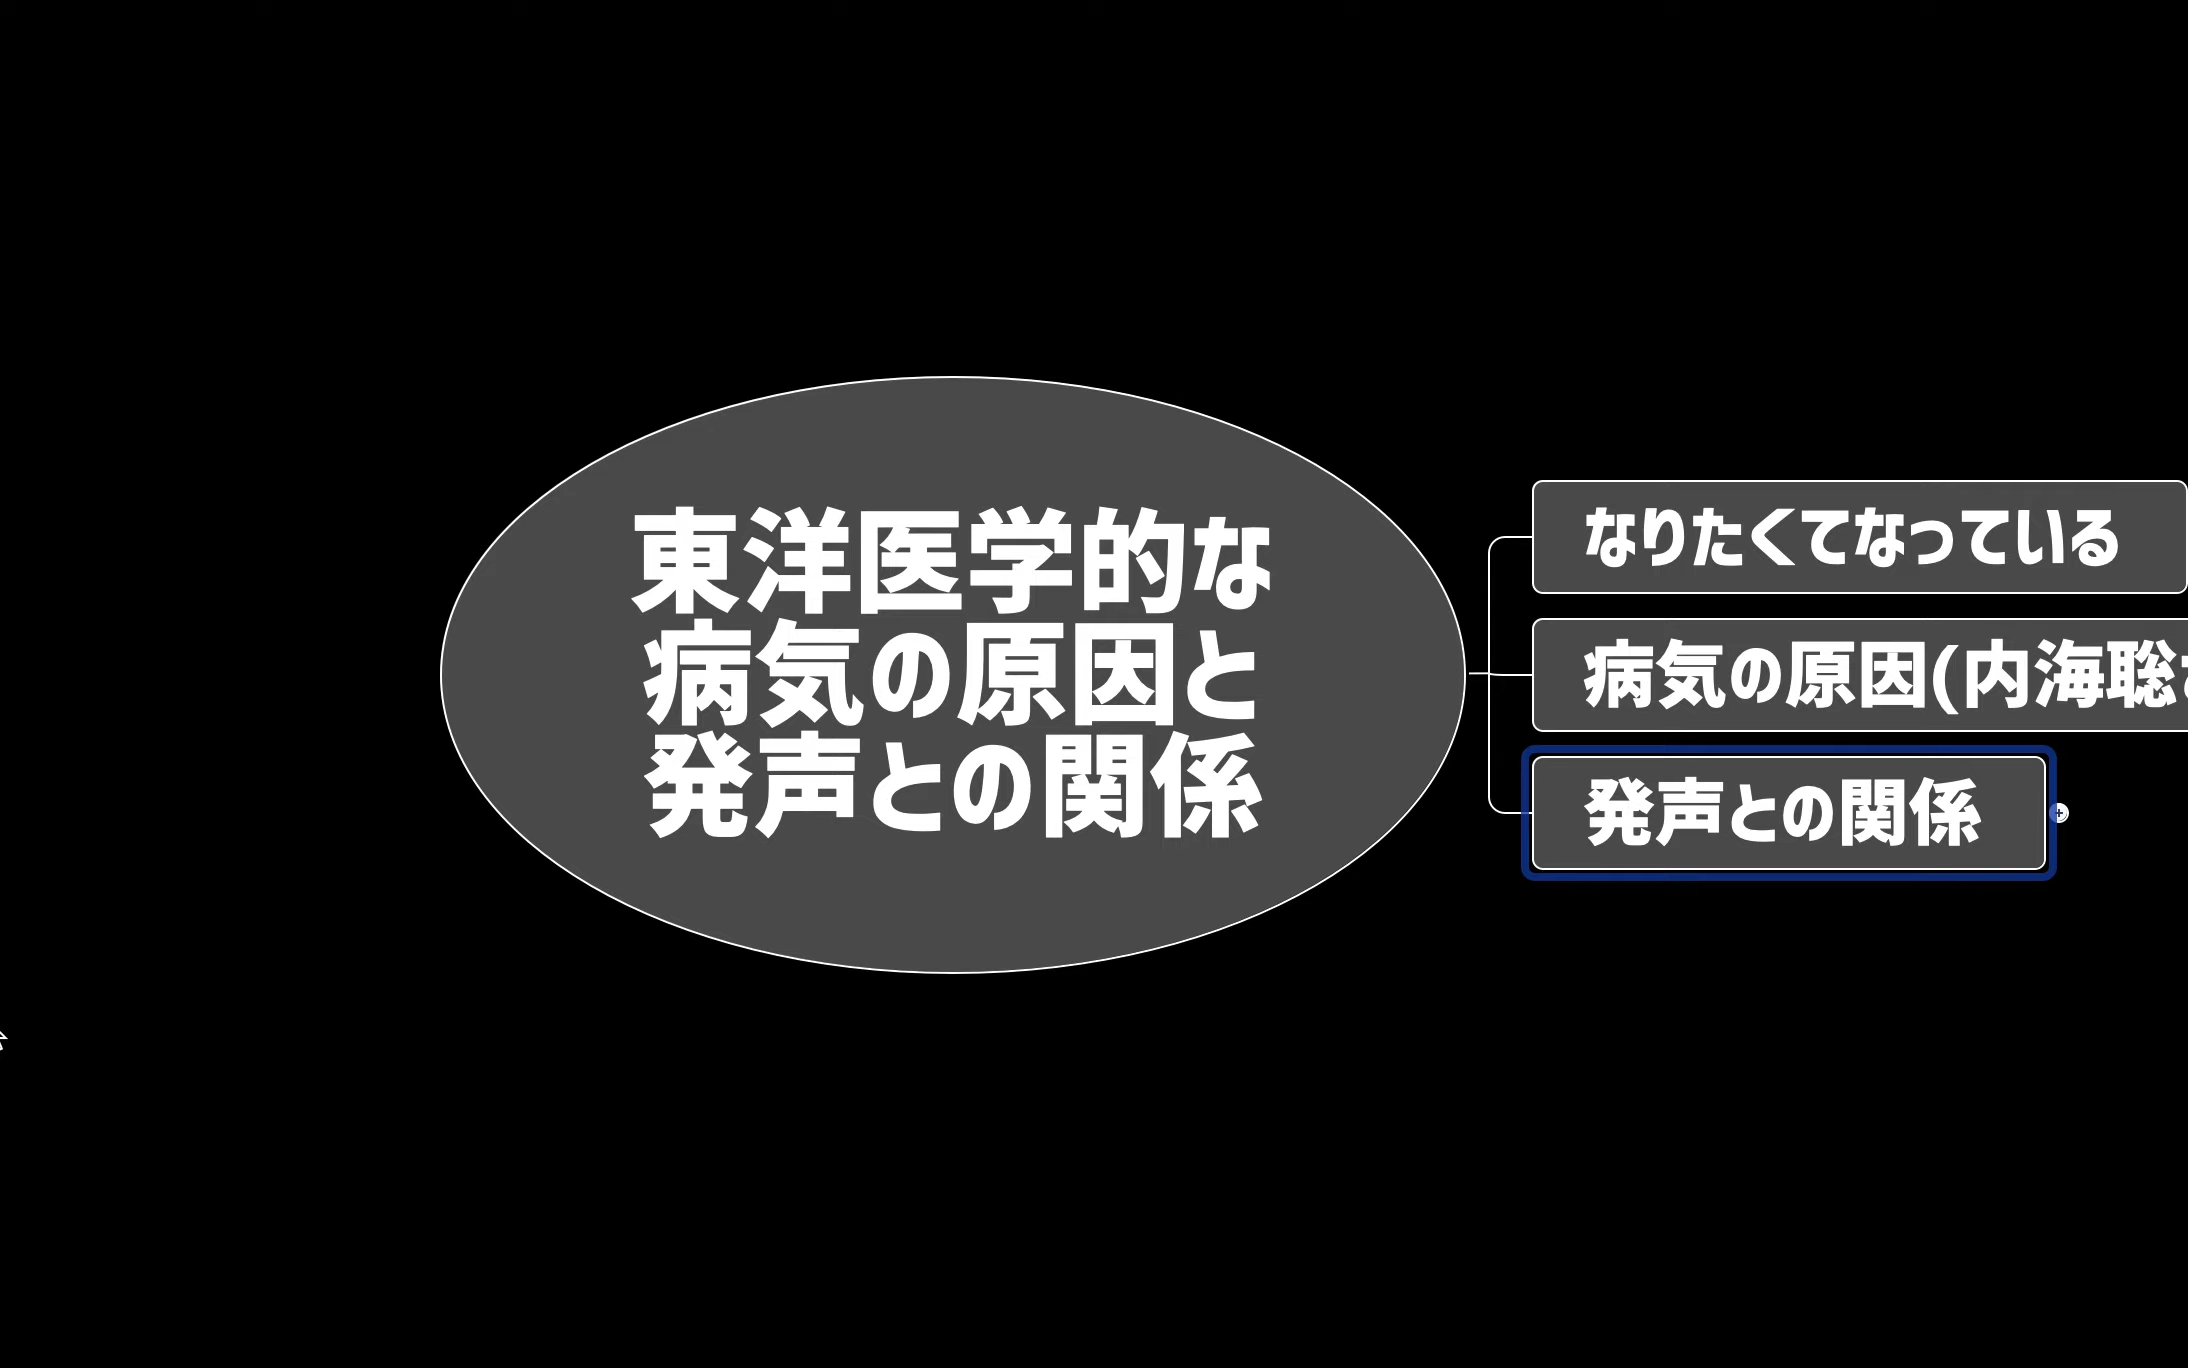 東洋医学的な
病気の原因と
発声との関係
なりたくてなっている
病気の原因(内海聡
発声との関係